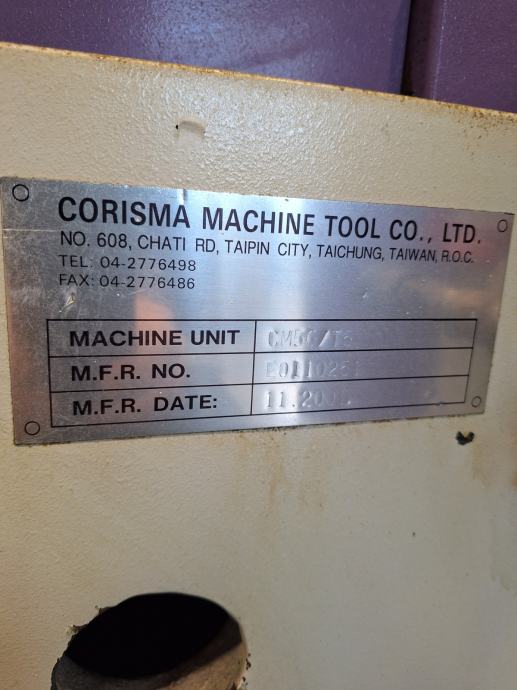 CORISMA MACHINE TOOL CO., LTD.
NO. 608, CHATI RD, TAIPIN CITY, TAICHUNG, TAIWAN, R.O.C.
TEL: 04-2776498
FAX: 04-2776486
MACHINE UNIT
M.F.R. NO. E0110251
M.F.R. DATE: